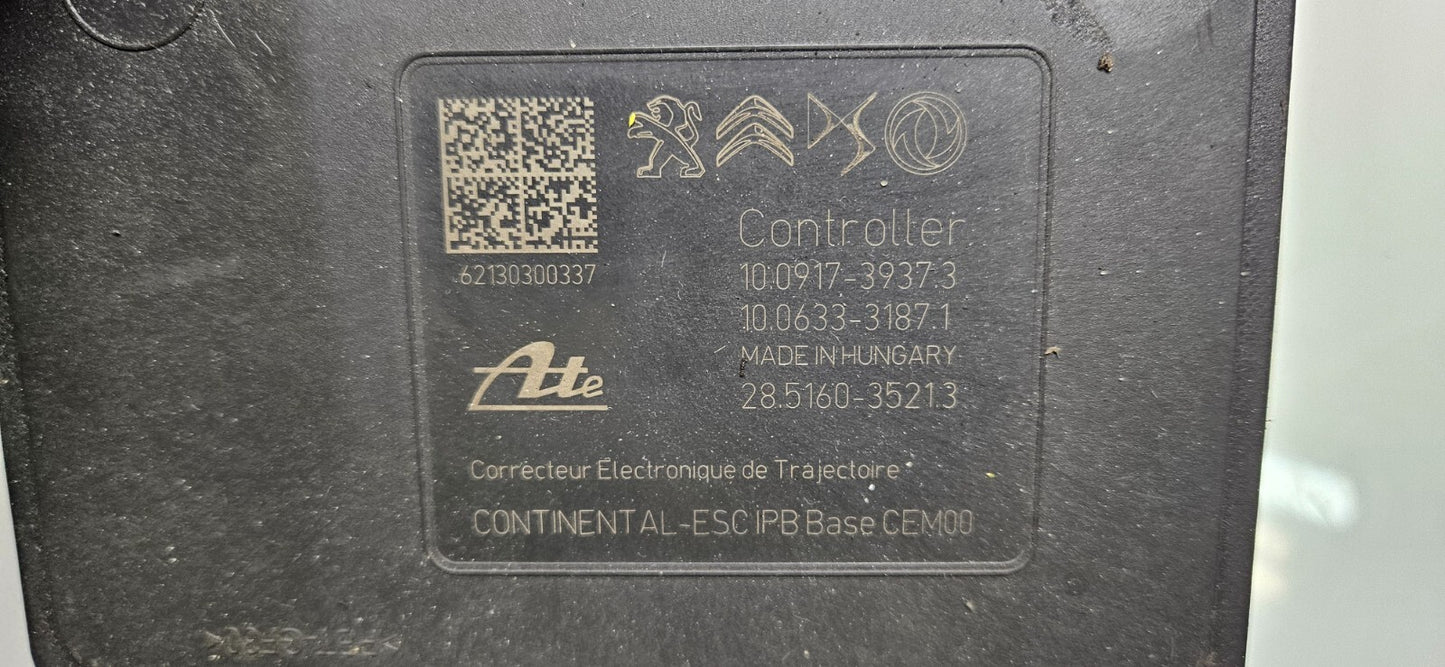 62130300337
Ate
Controller
10.0917-3937.3
10.0633-3187.1
MADE IN HUNGARY
28.5160-3521.3
Correcteur Electronique de Trajectoire
CONTINENTAL-ESC iPB Base CEM00